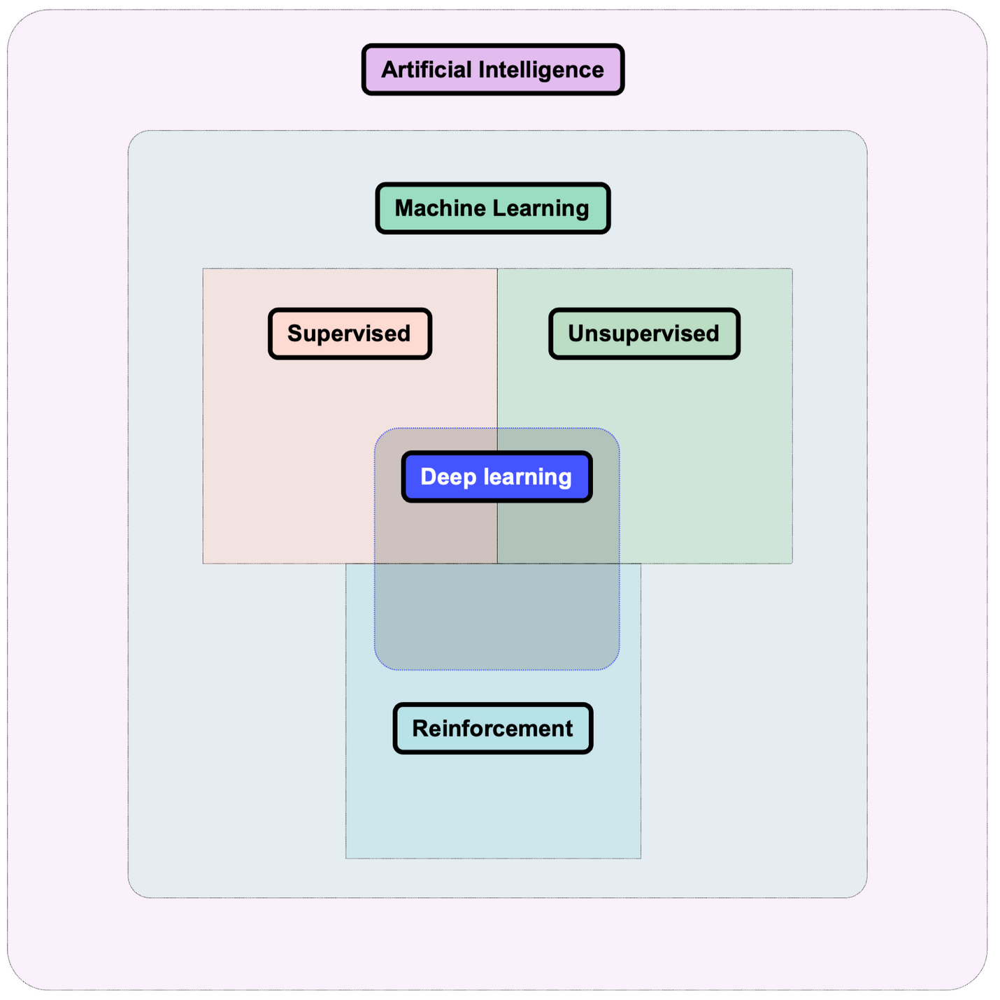 Artificial Intelligence
Machine Learning
Supervised
Unsupervised
Deep learning
Reinforcement